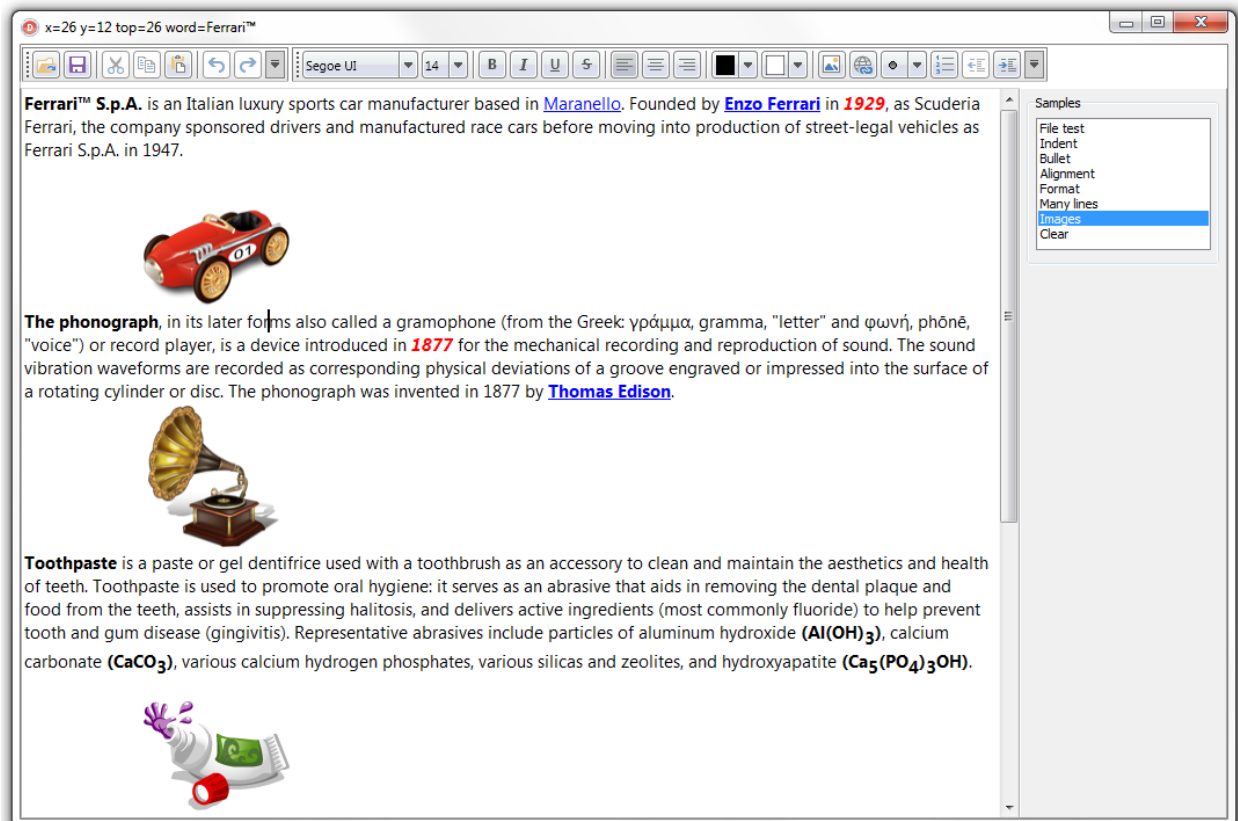 x=26 y=12 top=26 word=Ferrari™
Segoe UI 14 B I U S
Ferrari™ S.p.A. is an Italian luxury sports car manufacturer based in Maranello. Founded by Enzo Ferrari in 1929, as Scuderia
Ferrari, the company sponsored drivers and manufactured race cars before moving into production of street-legal vehicles as
Ferrari S.p.A. in 1947.
01
The phonograph, in its later forms also called a gramophone (from the Greek: γράμμα, gramma, "letter" and φωνή, phōnē,
"voice") or record player, is a device introduced in 1877 for the mechanical recording and reproduction of sound. The sound
vibration waveforms are recorded as corresponding physical deviations of a groove engraved or impressed into the surface of
a rotating cylinder or disc. The phonograph was invented in 1877 by Thomas Edison.
Toothpaste is a paste or gel dentifrice used with a toothbrush as an accessory to clean and maintain the aesthetics and health
of teeth. Toothpaste is used to promote oral hygiene: it serves as an abrasive that aids in removing the dental plaque and
food from the teeth, assists in suppressing halitosis, and delivers active ingredients (most commonly fluoride) to help prevent
tooth and gum disease (gingivitis). Representative abrasives include particles of aluminum hydroxide (Al(OH)₃), calcium
carbonate (CaCO₃), various calcium hydrogen phosphates, various silicas and zeolites, and hydroxyapatite (Ca₅(PO₄)₃OH).
Samples
File test
Indent
Bullet
Alignment
Format
Many lines
Images
Clear